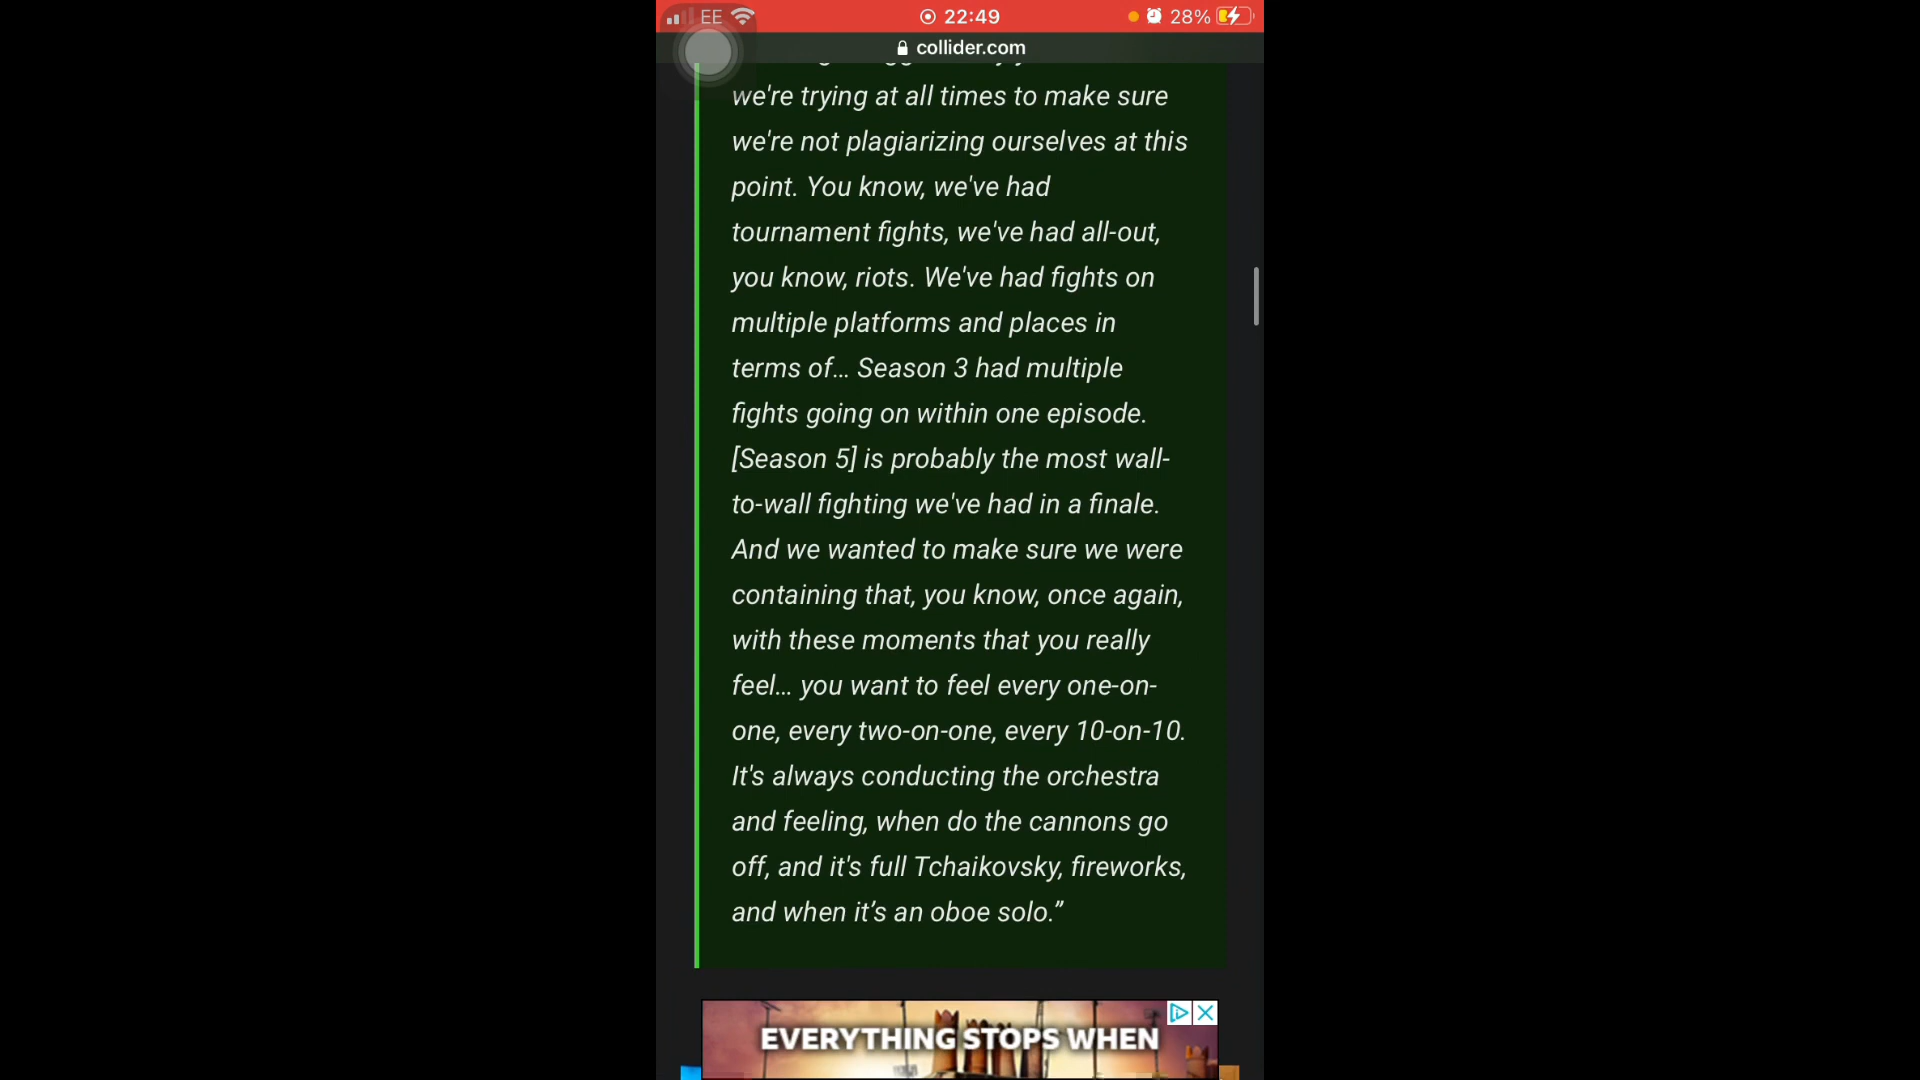 EE 22:49 28%
collider.com
we're trying at all times to make sure
we're not plagiarizing ourselves at this
point. You know, we've had
tournament fights, we've had all-out,
you know, riots. We've had fights on
multiple platforms and places in
terms of… Season 3 had multiple
fights going on within one episode.
[Season 5] is probably the most wall-
to-wall fighting we've had in a finale.
And we wanted to make sure we were
containing that, you know, once again,
with these moments that you really
feel… you want to feel every one-on-
one, every two-on-one, every 10-on-10.
It's always conducting the orchestra
and feeling, when do the cannons go
off, and it's full Tchaikovsky, fireworks,
and when it’s an oboe solo.”
EVERYTHING STOPS WHEN